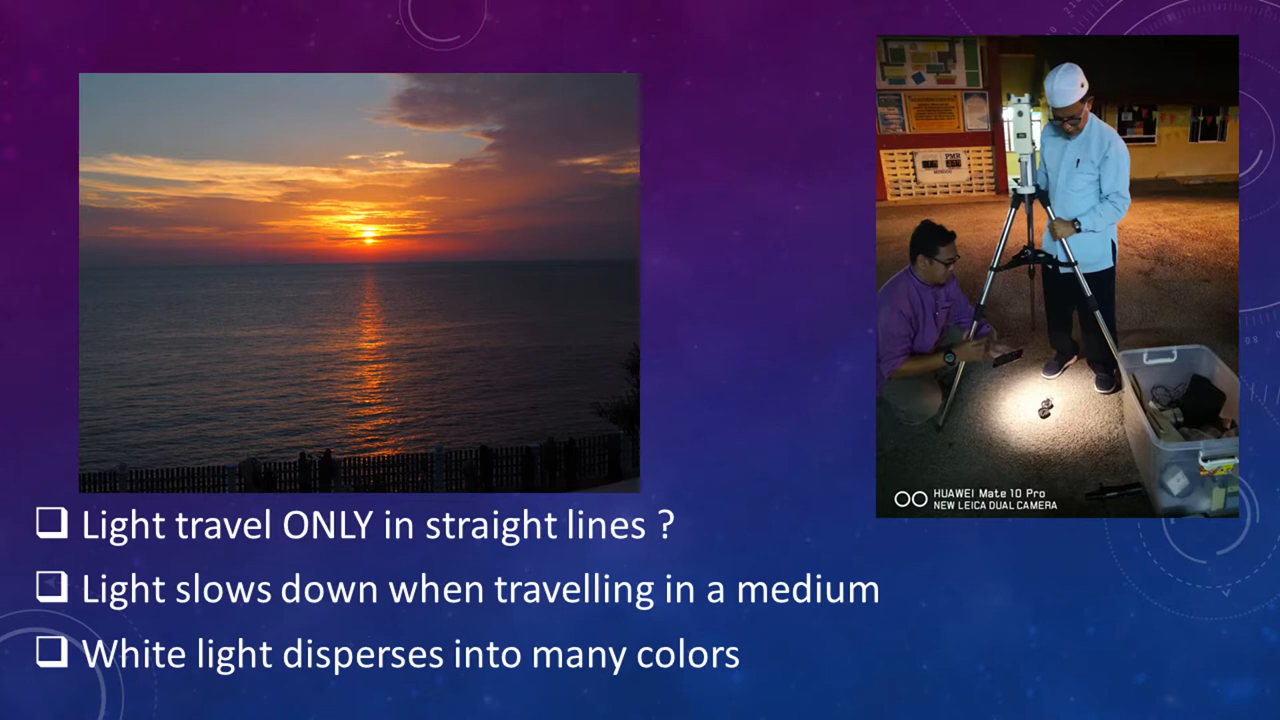 PMR
HUAWEI Mate 10 Pro
NEW LEICA DUAL CAMERA
Light travel ONLY in straight lines ?
Light slows down when travelling in a medium
White light disperses into many colors